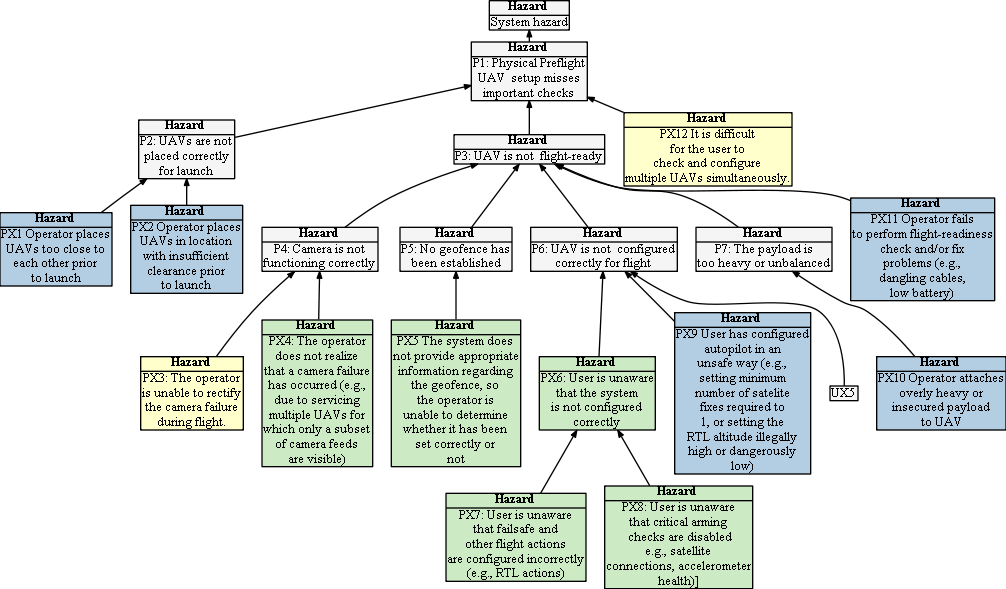 Hazard
System hazard
Hazard
P1: Physical Preflight
UAV setup misses
important checks
Hazard
P2: UAVs are not
placed correctly
for launch
Hazard
P3: UAV is not flight-ready
Hazard
PX12 It is difficult
for the user to
check and configure
multiple UAVs simultaneously.
Hazard
PX1 Operator places
UAVs too close to
each other prior
to launch
Hazard
PX2 Operator places
UAVs in location
with insufficient
clearance prior
to launch
Hazard
P4: Camera is not
functioning correctly
Hazard
P5: No geofence has
been established
Hazard
P6: UAV is not configured
correctly for flight
Hazard
P7: The payload is
too heavy or unbalanced
Hazard
PX11 Operator fails
to perform flight-readiness
check and/or fix
problems (e.g.,
dangling cables,
low battery)
Hazard
PX3: The operator
is unable to rectify
the camera failure
during flight.
Hazard
PX4: The operator
does not realize
that a camera failure
has occurred (e.g.,
due to servicing
multiple UAVs for
which only a subset
of camera feeds
are visible)
Hazard
PX5 The system does
not provide appropriate
information regarding
the geofence, so
the operator is
unable to determine
whether it has been
set correctly or
not
Hazard
PX6: User is unaware
that the system
is not configured
correctly
Hazard
PX9 User has configured
autopilot in an
unsafe way (e.g.,
setting minimum
number of satelite
fixes required to
1, or setting the
RTL altitude illegally
high or dangerously
low)
UX5
Hazard
PX10 Operator attaches
overly heavy or
insecured payload
to UAV
Hazard
PX7: User is unaware
that failsafe and
other flight actions
are configured incorrectly
(e.g., RTL actions)
Hazard
PX8: User is unaware
that critical arming
checks are disabled
e.g., satellite
connections, accelerometer
health)]